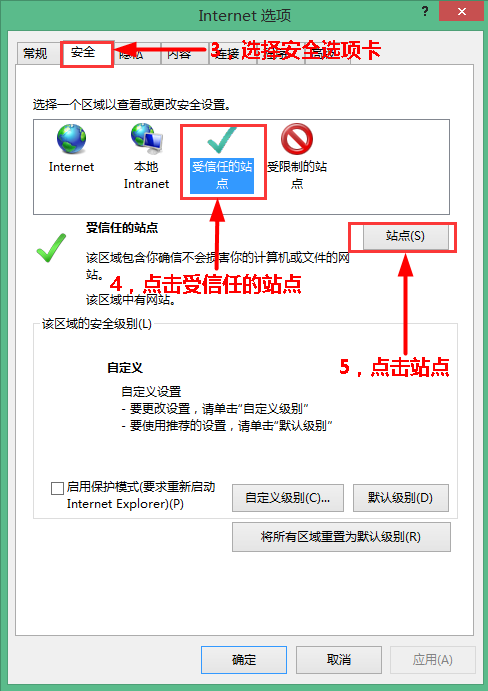 Internet 选项
?
常规
安全
隐私
内容
连接
3，选择安全选项卡
选择一个区域以查看或更改安全设置。
Internet
本地
Intranet
受信任的站
点
受限制的站
点
受信任的站点
站点(S)
该区域包含你确信不会损害你的计算机或文件的网
站。
4，点击受信任的站点
该区域中有网站。
5，点击站点
该区域的安全级别(L)
自定义
自定义设置
- 要更改设置，请单击“自定义级别”
- 要使用推荐的设置，请单击“默认级别”
启用保护模式(要求重新启动
Internet Explorer)(P)
自定义级别(C)...
默认级别(D)
将所有区域重置为默认级别(R)
确定
取消
应用(A)